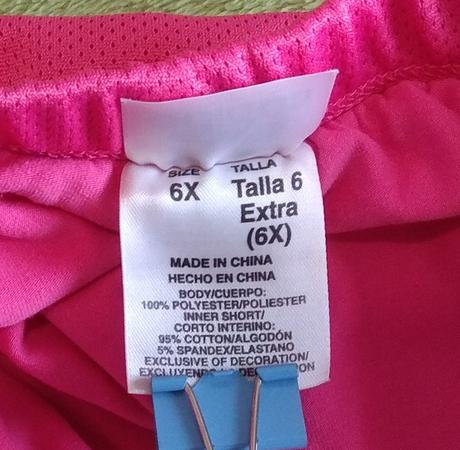 SIZE TALLA
6X Talla 6
Extra
(6X)
MADE IN CHINA
HECHO EN CHINA
BODY/CUERPO:
100% POLYESTER/POLIESTER
INNER SHORT/
CORTO INTERINO:
95% COTTON/ALGODÓN
5% SPANDEX/ELASTANO
EXCLUSIVE OF DECORATION/
EXCLUYENDO